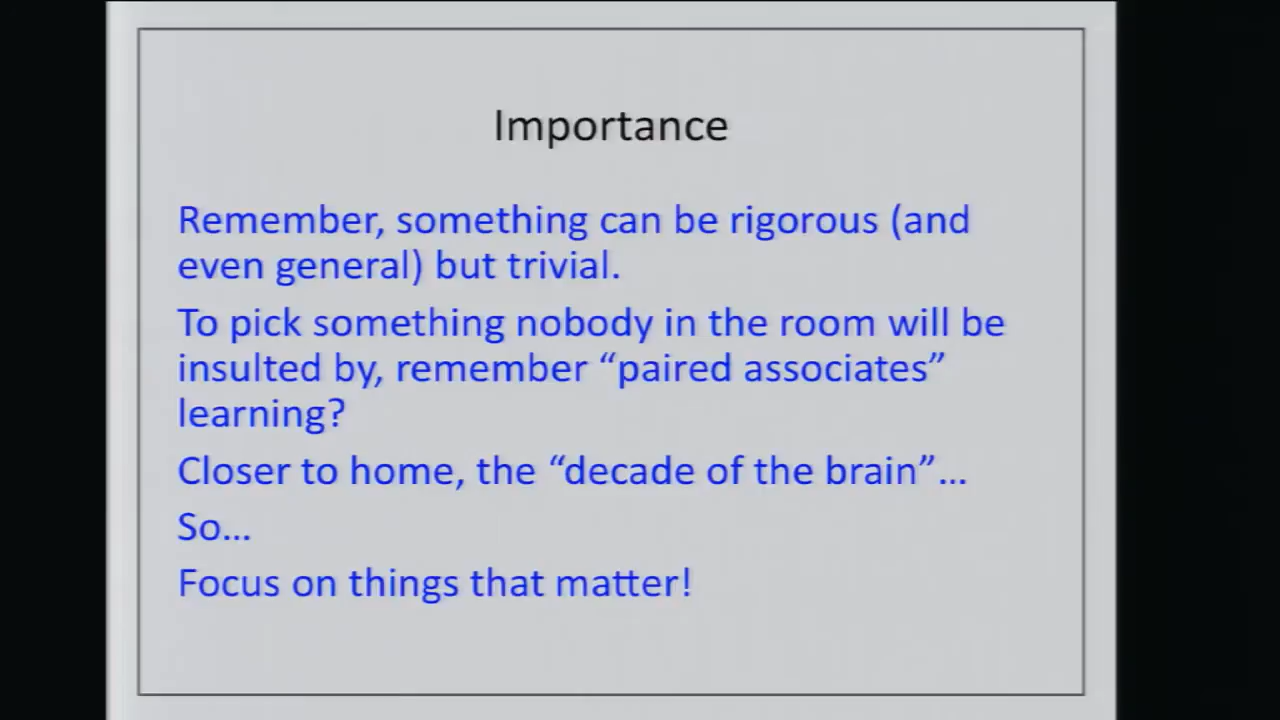 Importance
Remember, something can be rigorous (and
even general) but trivial.
To pick something nobody in the room will be
insulted by, remember “paired associates”
learning?
Closer to home, the “decade of the brain”…
So…
Focus on things that matter!